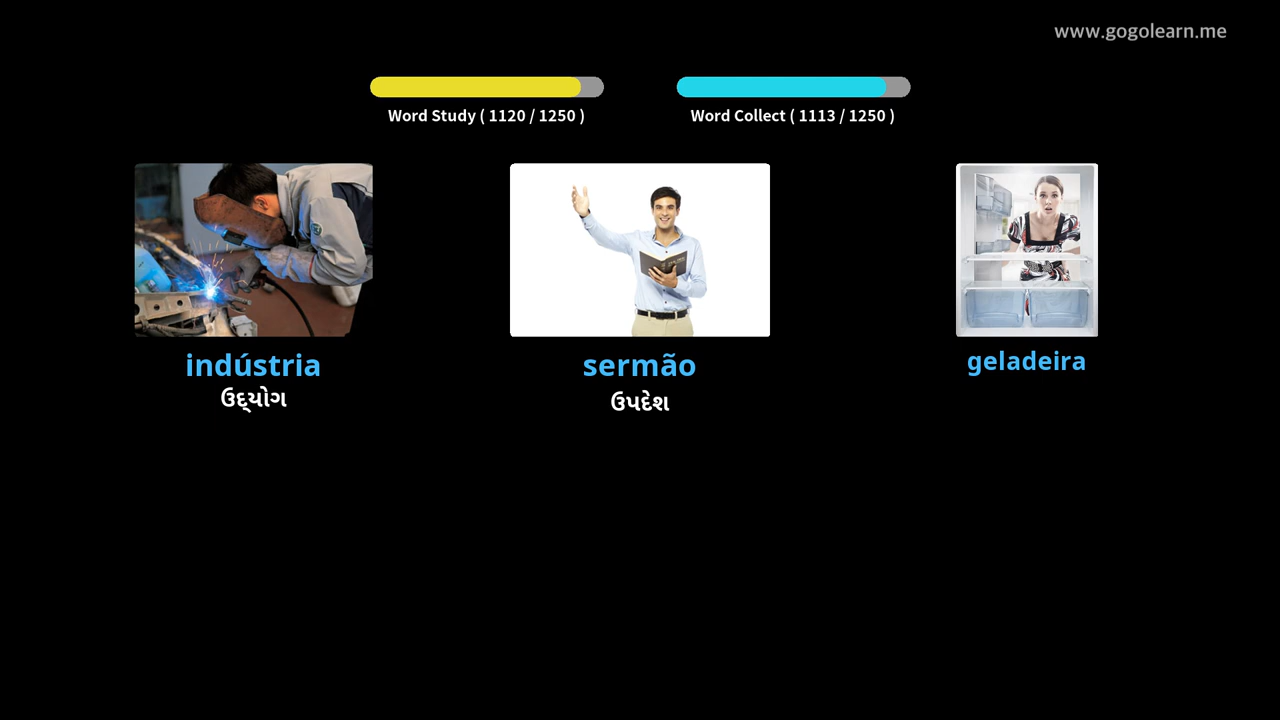 www.gogolearn.me
Word Study ( 1120 / 1250 )
Word Collect ( 1113 / 1250 )
indústria
ઉદ્યોગ
sermão
ઉપદેશ
geladeira